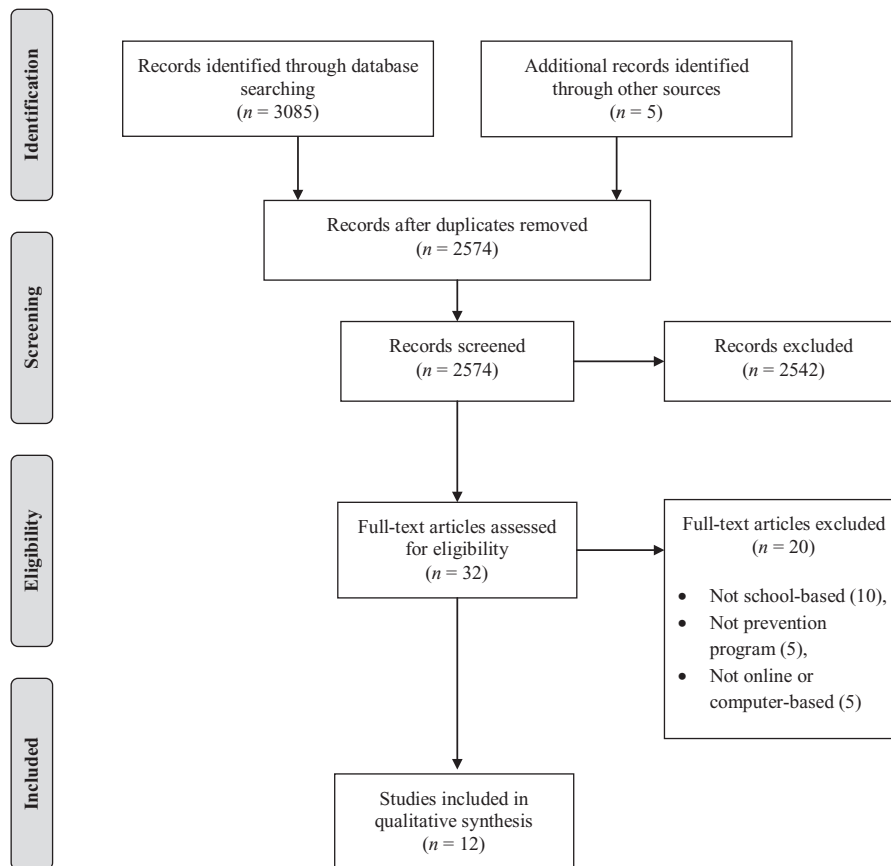 Identification
Records identified through database
searching
(n = 3085)
Additional records identified
through other sources
(n = 5)
Records after duplicates removed
(n = 2574)
Screening
Records screened
(n = 2574)
Records excluded
(n = 2542)
Eligibility
Full-text articles assessed
for eligibility
(n = 32)
Full-text articles excluded
(n = 20)
• Not school-based (10),
• Not prevention
program (5),
• Not online or
computer-based (5)
Included
Studies included in
qualitative synthesis
(n = 12)